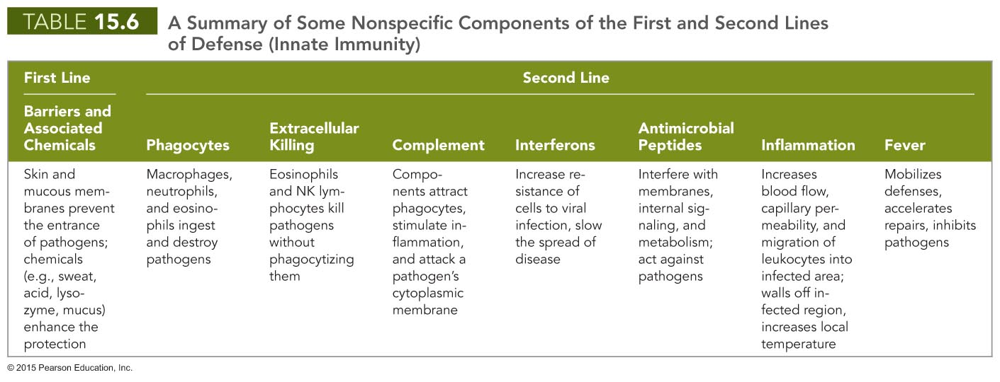 TABLE 15.6
A Summary of Some Nonspecific Components of the First and Second Lines
of Defense (Innate Immunity)
First Line
Second Line
Barriers and
Associated
Chemicals
Phagocytes
Extracellular
Killing
Complement
Interferons
Antimicrobial
Peptides
Inflammation
Fever
Skin and
mucous mem-
branes prevent
the entrance
of pathogens;
chemicals
(e.g., sweat,
acid, lyso-
zyme, mucus)
enhance the
protection
Macrophages,
neutrophils,
and eosino-
phils ingest
and destroy
pathogens
Eosinophils
and NK lym-
phocytes kill
pathogens
without
phagocytizing
them
Compo-
nents attract
phagocytes,
stimulate in-
flammation,
and attack a
pathogen's
cytoplasmic
membrane
Increase re-
sistance of
cells to viral
infection, slow
the spread of
disease
Interfere with
membranes,
internal sig-
naling, and
metabolism;
act against
pathogens
Increases
blood flow,
capillary per-
meability, and
migration of
leukocytes into
infected area;
walls off in-
fected region,
increases local
temperature
Mobilizes
defenses,
accelerates
repairs, inhibits
pathogens
© 2015 Pearson Education, Inc.